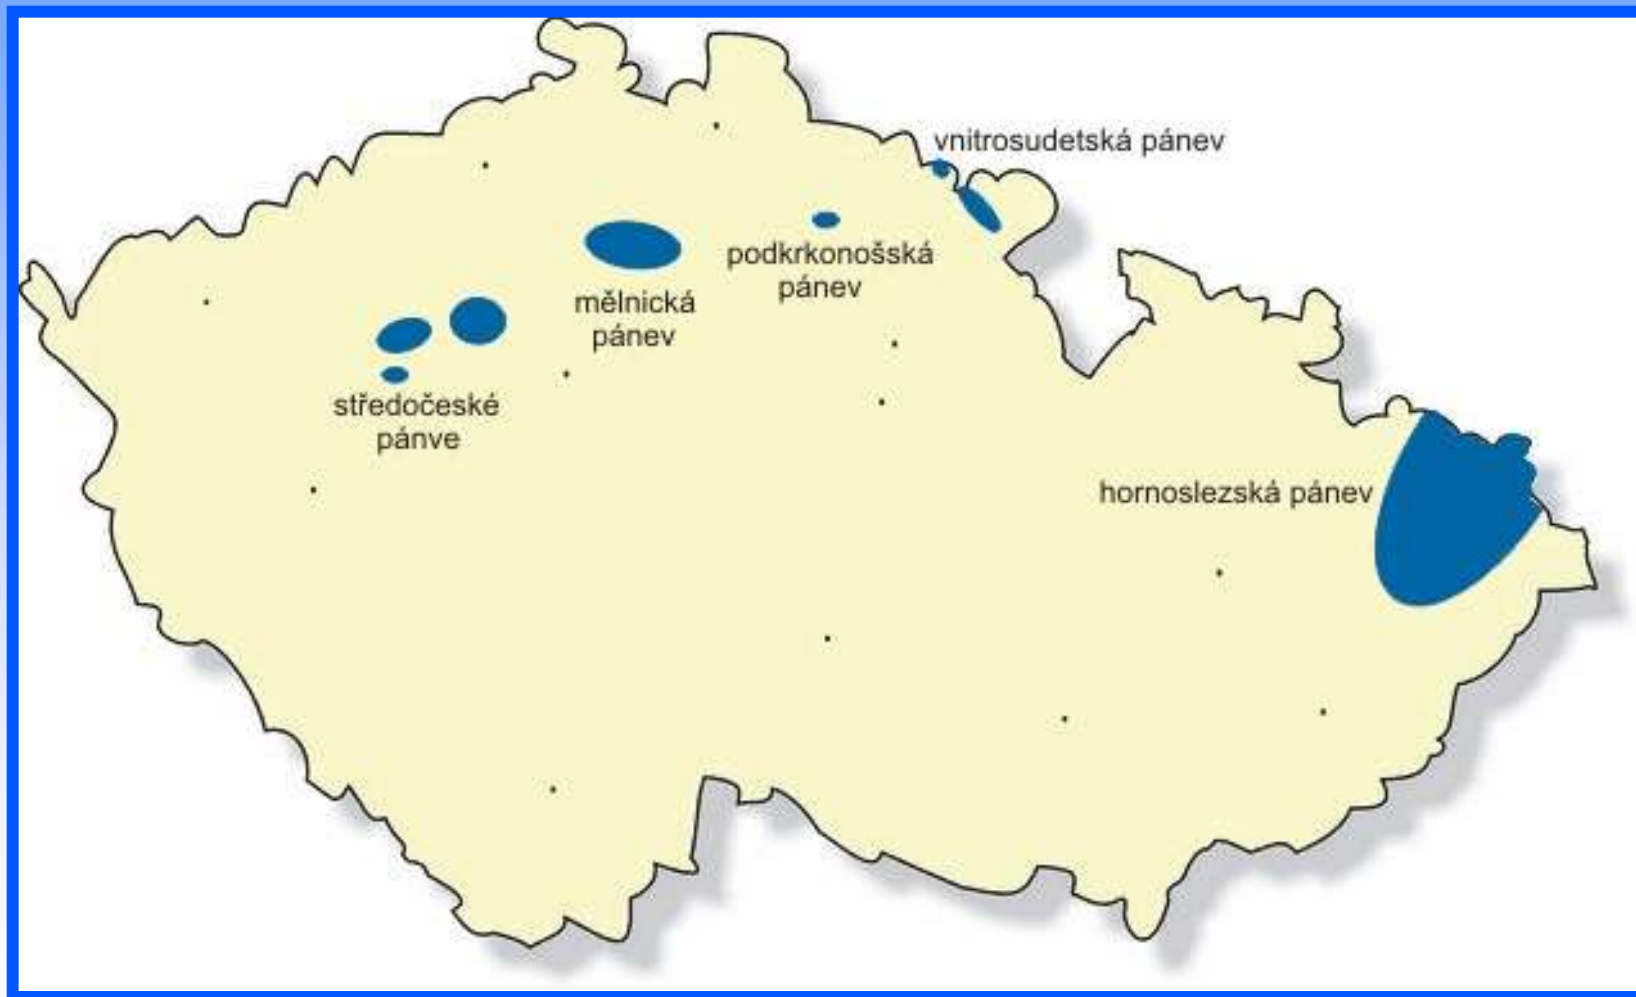 vnitrosudetská pánev
podkrkonošská
pánev
mělnická
pánev
středočeské
pánve
hornoslezská pánev